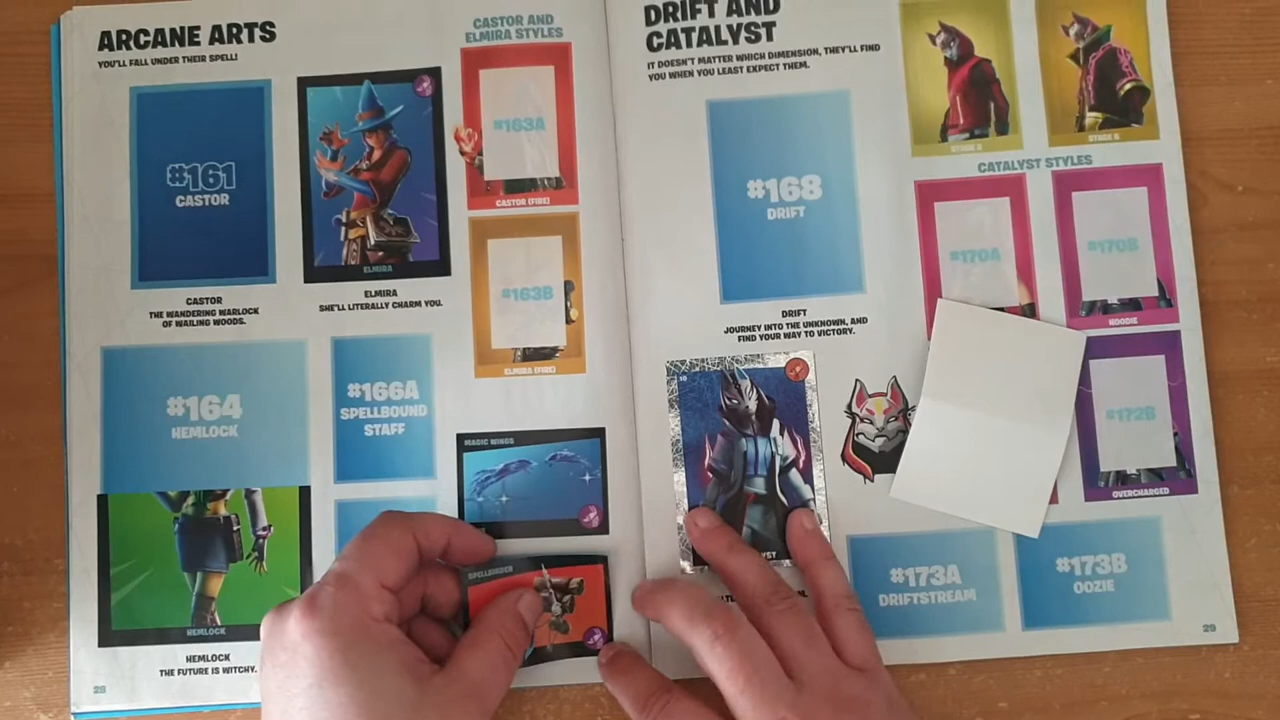 ARCANE ARTS
YOU'LL FALL UNDER THEIR SPELL!
#161
CASTOR
CASTOR
THE WANDERING WARLOCK
OF WAILING WOODS.
ELMIRA
ELMIRA
SHE'LL LITERALLY CHARM YOU.
CASTOR AND
ELMIRA STYLES
#163A
CASTOR (FIRE)
#163B
ELMIRA (FIRE)
#164
HEMLOCK
HEMLOCK
HEMLOCK
THE FUTURE IS WITCHY.
#166A
SPELLBOUND
STAFF
MAGIC WINGS
SPELLBINDER
28
DRIFT AND
CATALYST
IT DOESN'T MATTER WHICH DIMENSION, THEY'LL FIND
YOU WHEN YOU LEAST EXPECT THEM.
#168
DRIFT
DRIFT
JOURNEY INTO THE UNKNOWN, AND
FIND YOUR WAY TO VICTORY.
CATALYST STYLES
#170A
#170B
HOODIE
#172B
OVERCHARGED
#173A
DRIFTSTREAM
#173B
OOZIE
29